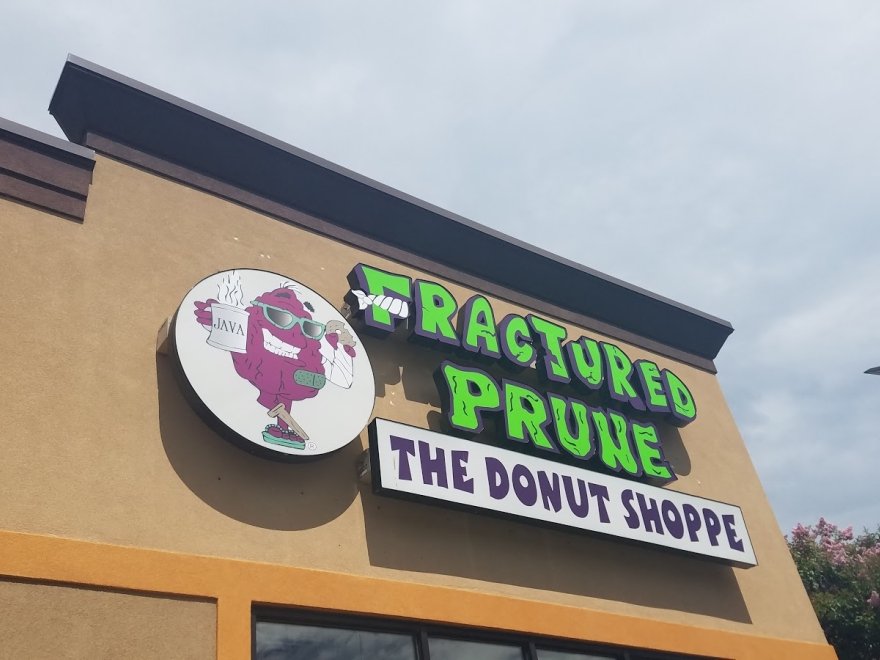 JAVA
®
FRACTURED
PRUNE
THE DONUT SHOPPE